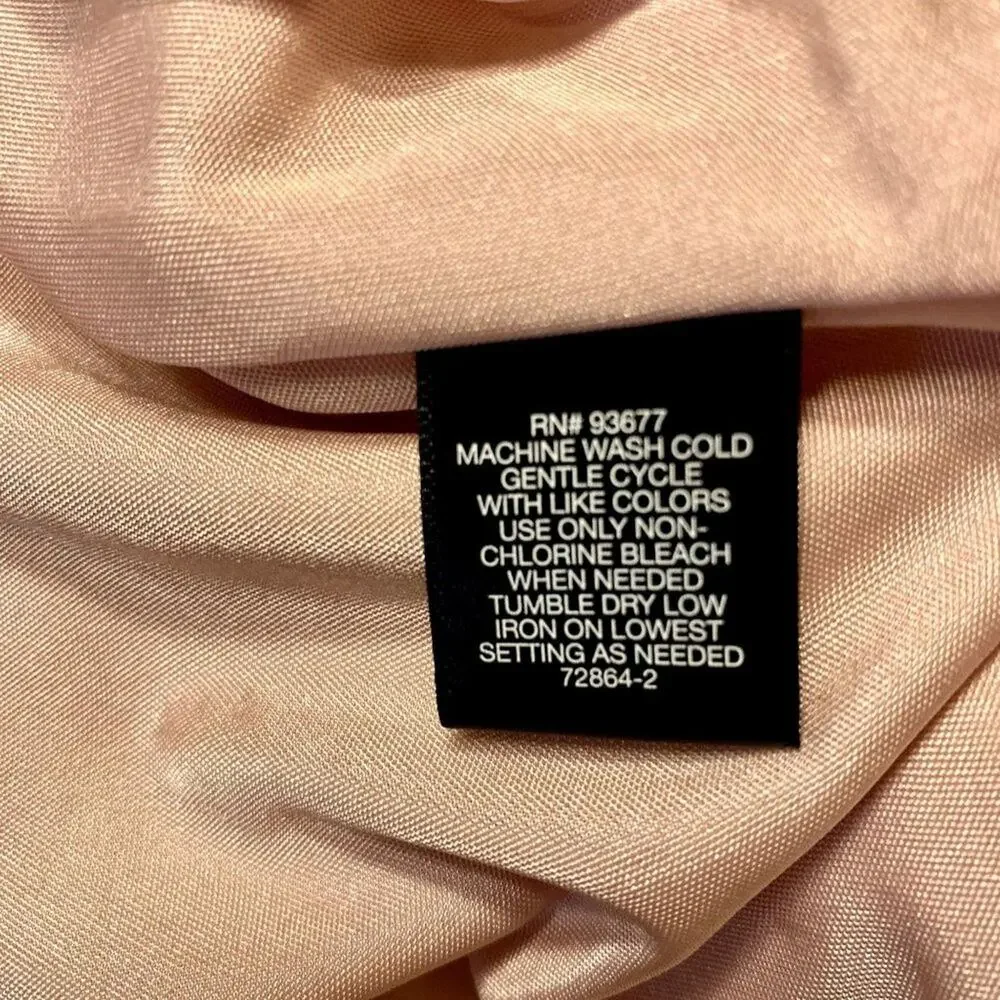 RN# 93677
MACHINE WASH COLD
GENTLE CYCLE
WITH LIKE COLORS
USE ONLY NON-
CHLORINE BLEACH
WHEN NEEDED
TUMBLE DRY LOW
IRON ON LOWEST
SETTING AS NEEDED
72864-2